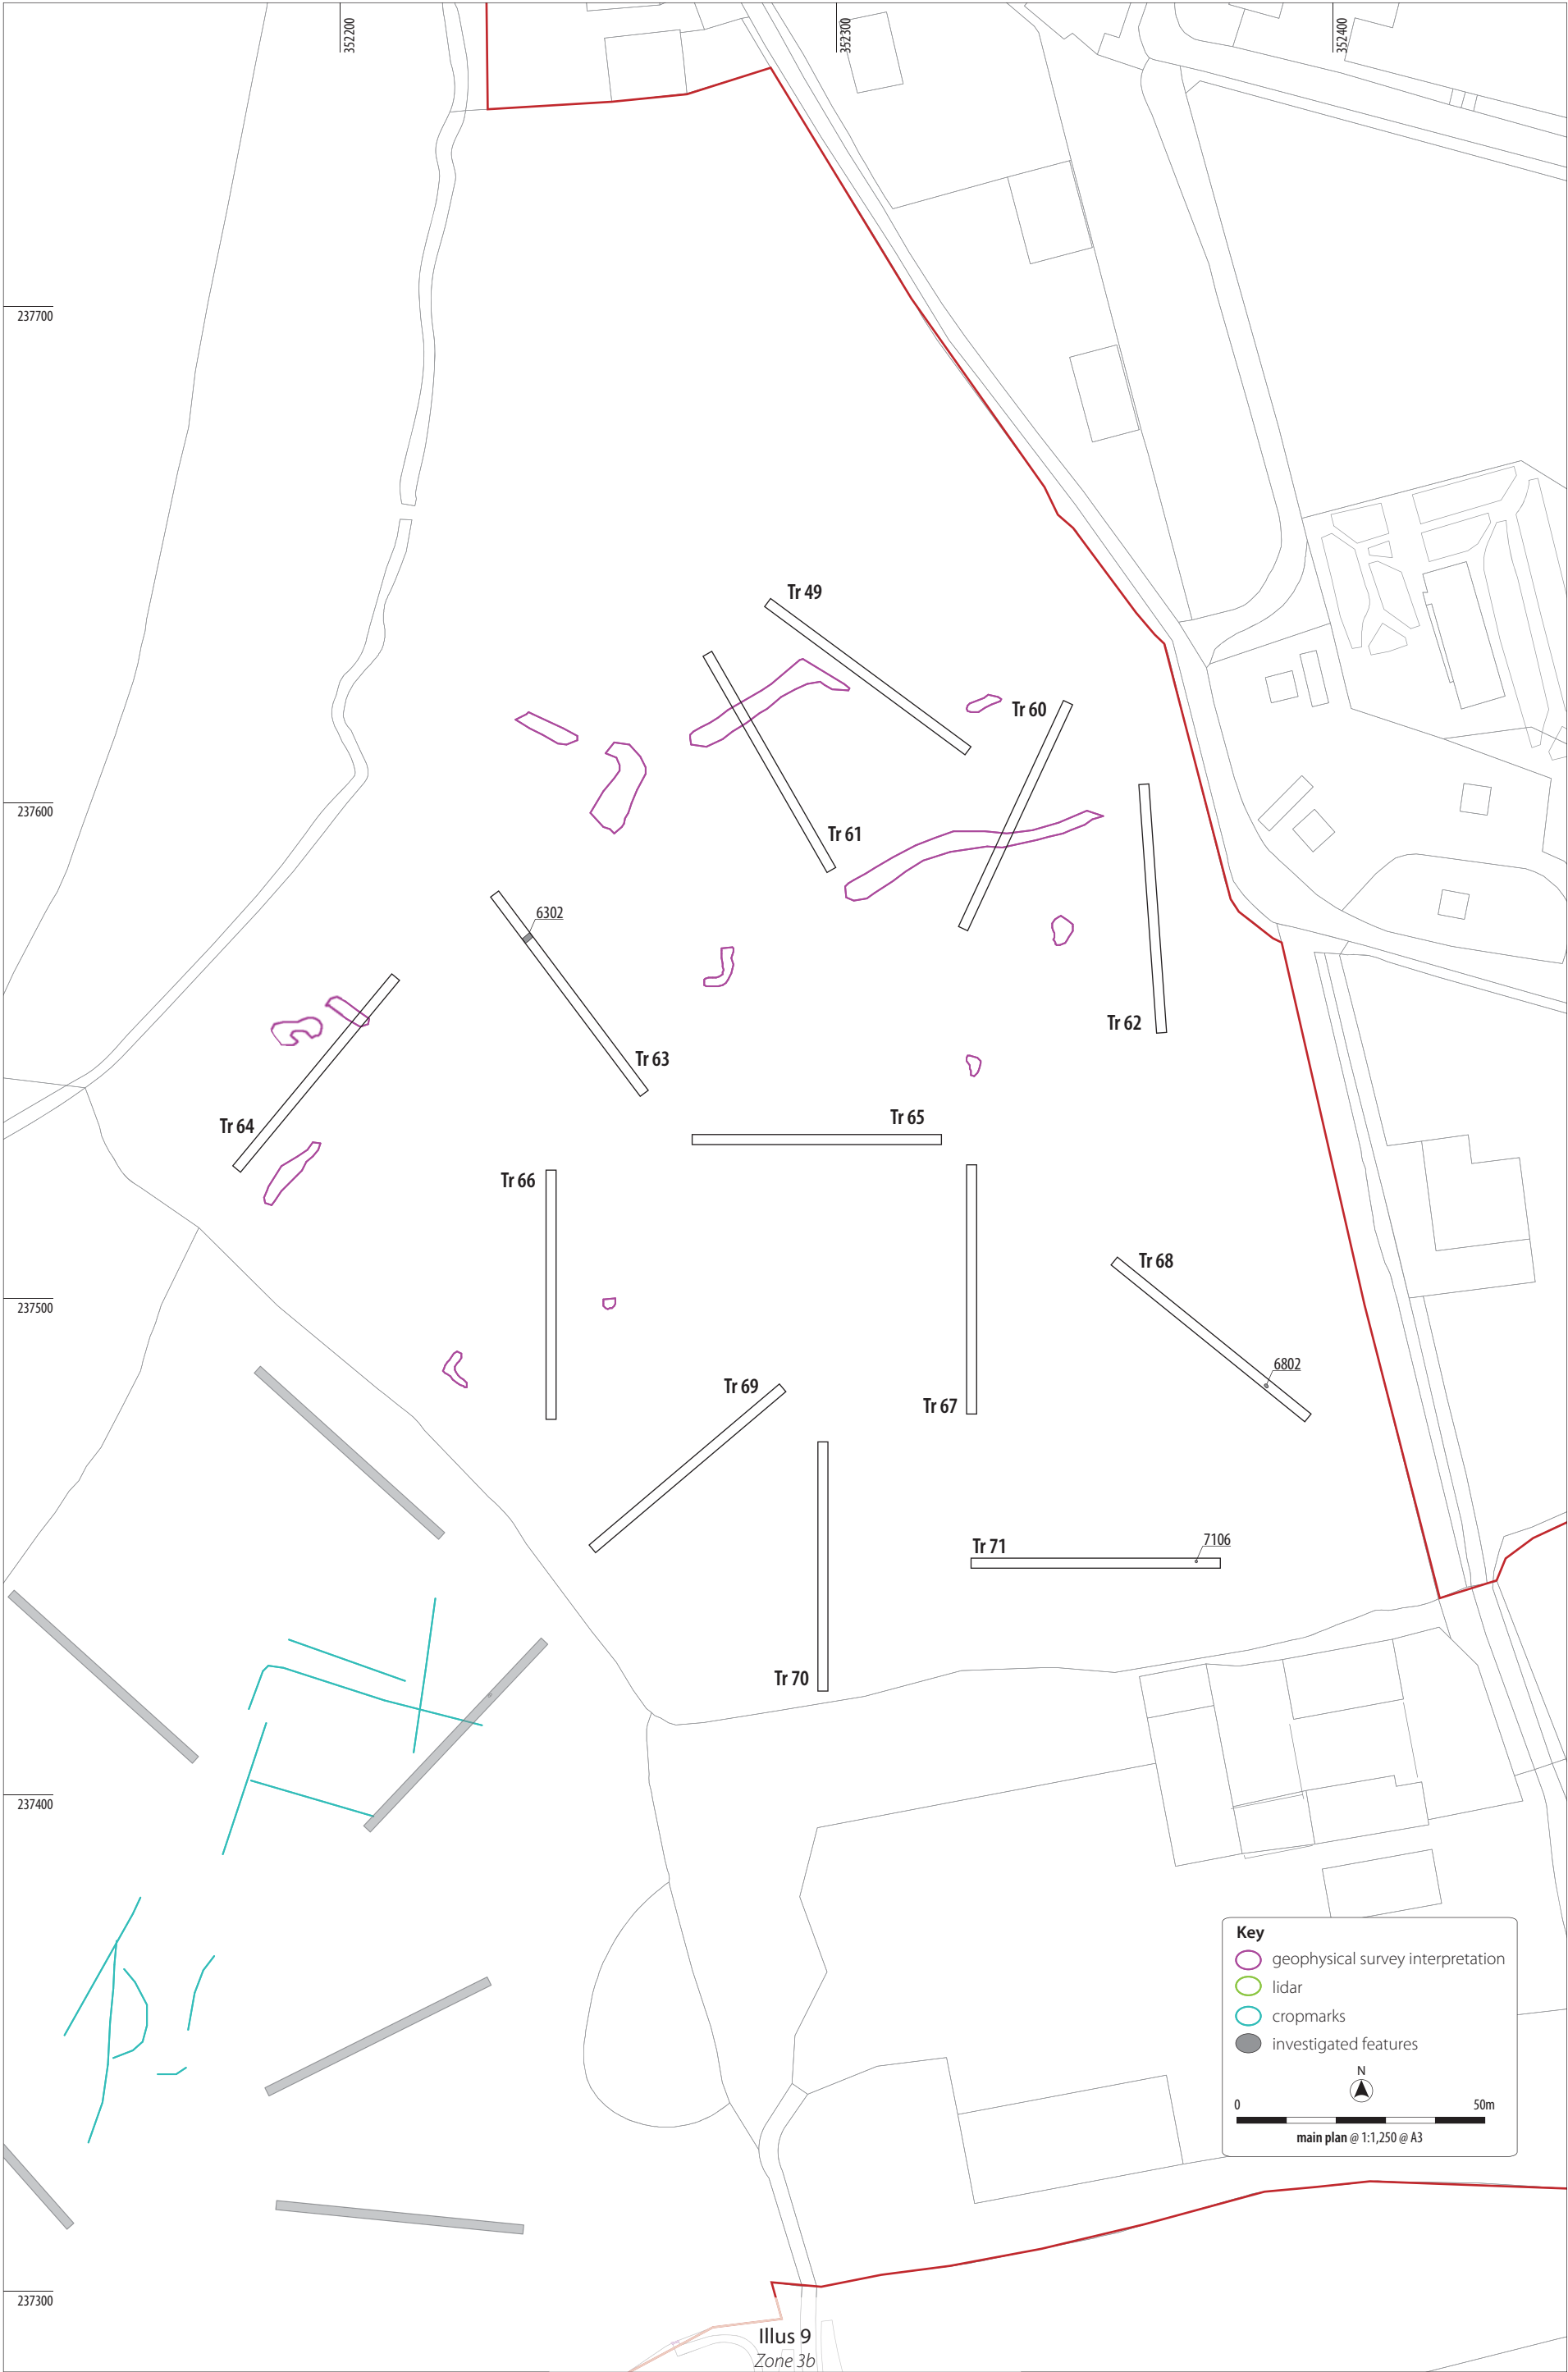 352200
352300
352400
237700
Tr 49
Tr 60
237600
Tr 61
6302
Tr 62
Tr 63
Tr 65
Tr 64
Tr 66
Tr 68
237500
6802
Tr 69
Tr 67
7106
Tr 71
Tr 70
237400
Key
geophysical survey interpretation
lidar
cropmarks
investigated features
N
0 50m
main plan @ 1:1,250 @ A3
237300
Illus 9
Zone 3b